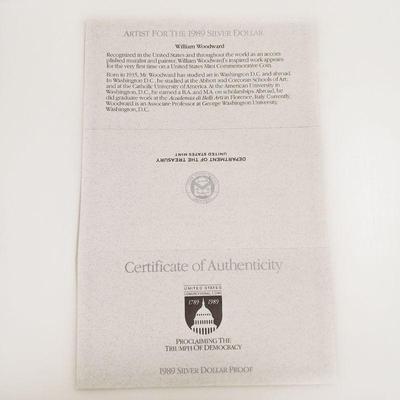 ARTIST FOR THE 1989 SILVER DOLLAR
William Woodward
Recognized in the United States and throughout the world as an accom-
plished muralist and painter, William Woodward's inspired work appears
for the very first time on a United States Mint Commemorative Coin.
Born in 1935, Mr. Woodward has studied art in Washington D.C. and abroad.
In Washington, D.C., he studied at the Abbott and Corcoran Schools of Art,
and at the Catholic University of America. At the American University in
Washington, D.C., he earned a B.A. and M.A. on scholarships. Abroad, he
did graduate work at the Academia di Belli Arti in Florence, Italy. Currently,
Woodward is an Associate Professor at George Washington University,
Washington, D.C.
DEPARTMENT OF THE TREASURY
UNITED STATES MINT
Certificate of Authenticity
UNITED STATES
CONGRESSIONAL COINS
1789 1989
PROCLAIMING THE
TRIUMPH OF DEMOCRACY
1989 SILVER DOLLAR PROOF